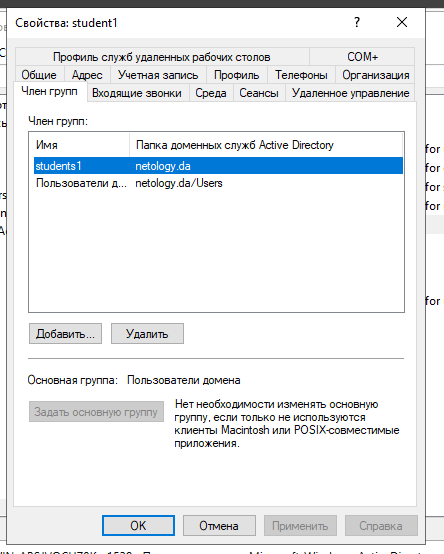 Свойства: student1
Профиль служб удаленных рабочих столов COM+
Общие Адрес Учетная запись Профиль Телефоны Организация
Член групп Входящие звонки Среда Сеансы Удаленное управление
Член групп:
Имя Папка доменных служб Active Directory
students1 netology.da
Пользователи д... netology.da/Users
Добавить... Удалить
Основная группа: Пользователи домена
Задать основную группу
Нет необходимости изменять основную
группу, если только не используются
клиенты Macintosh или POSIX-совместимые
приложения.
OK Отмена Применить Справка
for
for
for
for
for